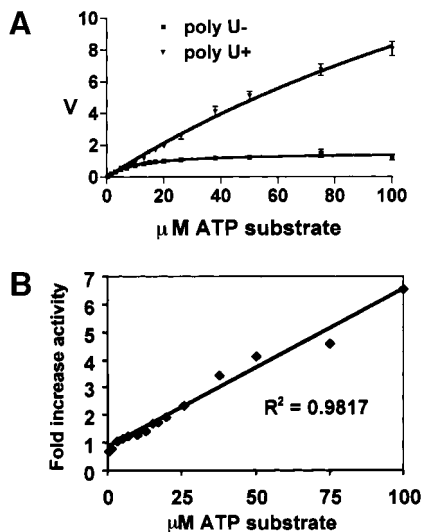 A
poly U-
poly U+
10
8
6
4
2
0
V
0 20 40 60 80 100
μM ATP substrate
B
Fold increase activity
7
6
5
4
3
2
1
0
R² = 0.9817
0 25 50 75 100
μM ATP substrate